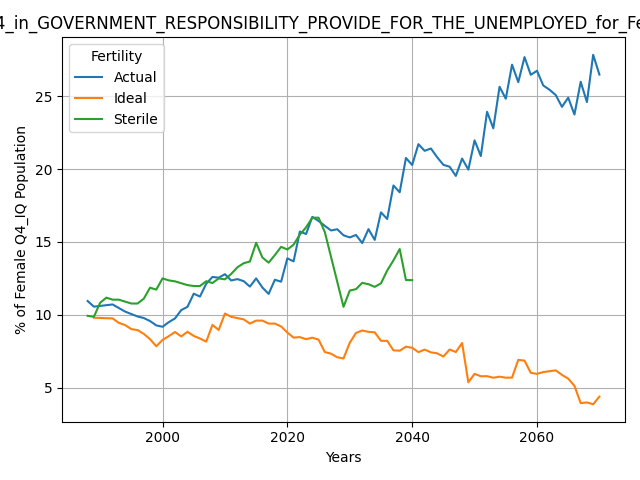 4_in_GOVERNMENT_RESPONSIBILITY_PROVIDE_FOR_THE_UNEMPLOYED_for_Fe
Fertility
Actual
Ideal
Sterile
% of Female Q4_IQ Population
25
20
15
10
5
2000 2020 2040 2060
Years